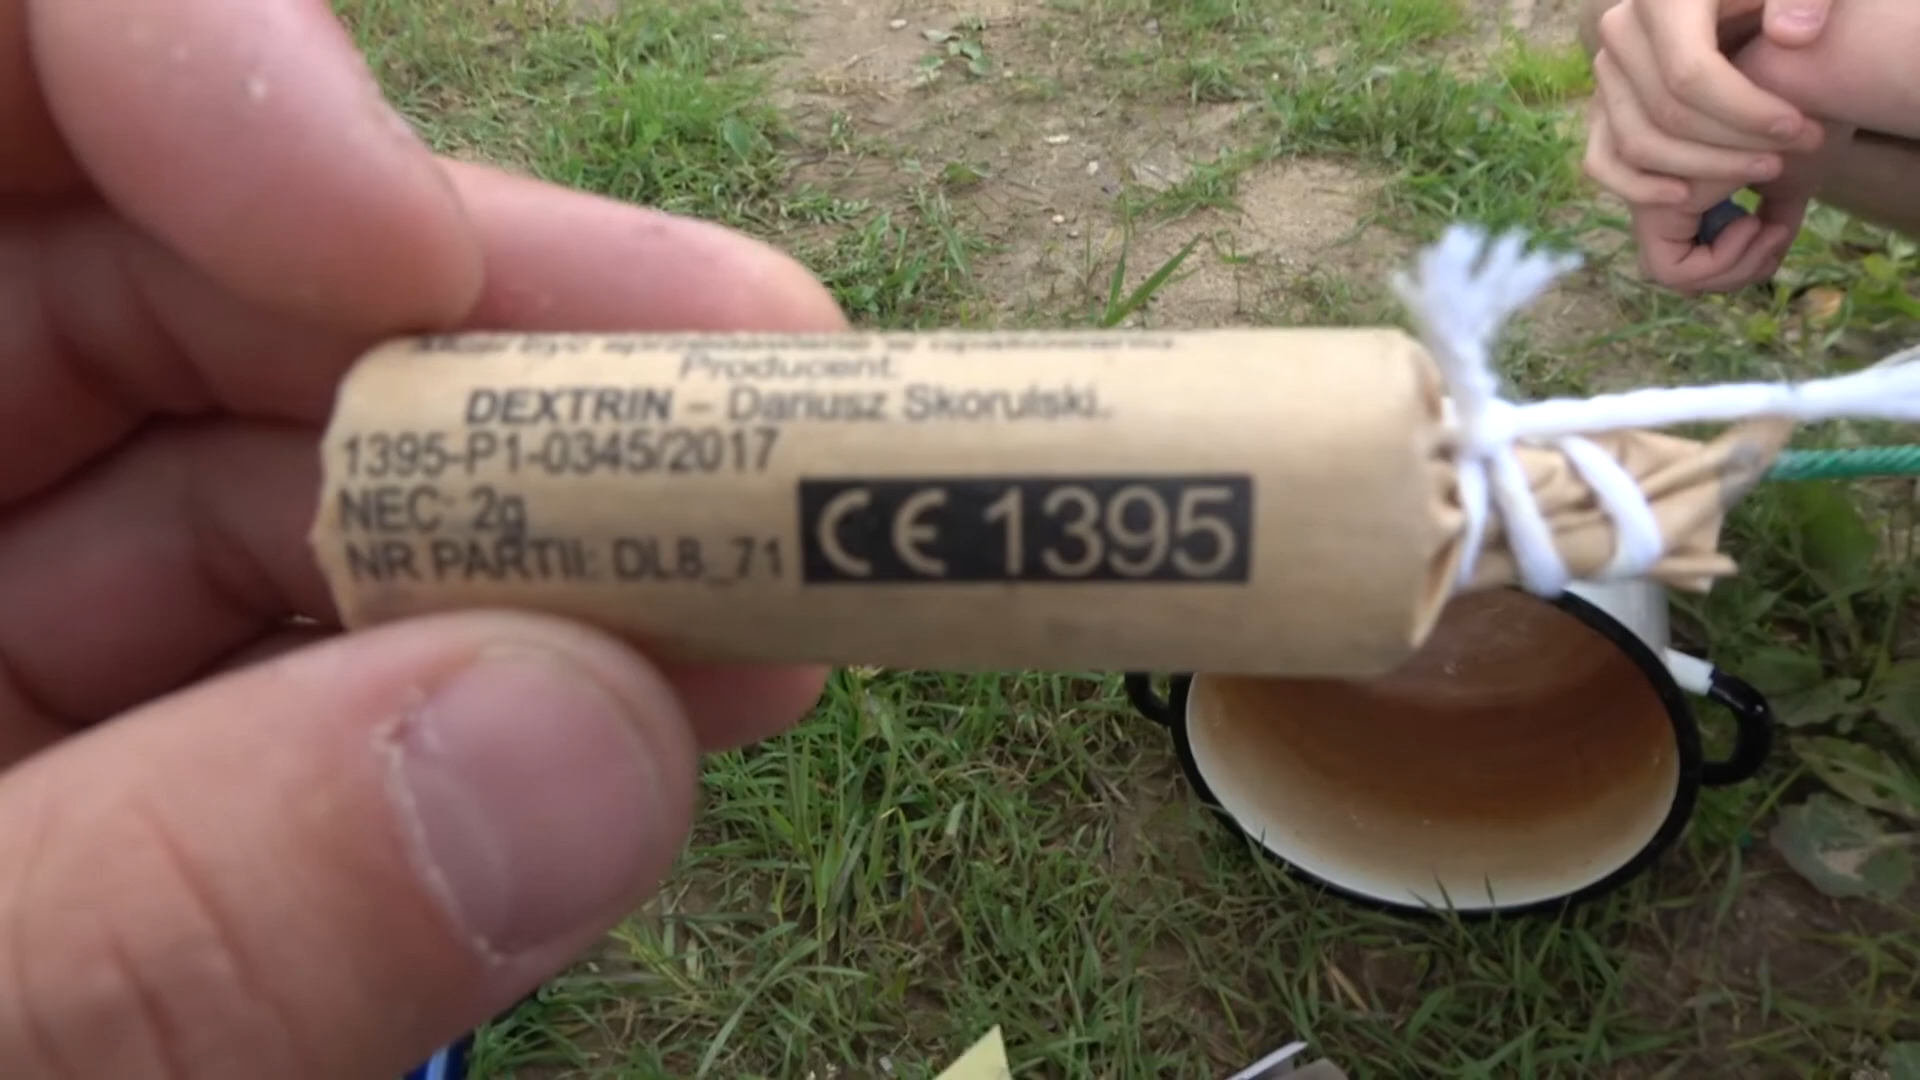 Producent:
DEXTRIN – Dariusz Skorulski.
1395-P1-0345/2017
NEC: 2g
NR PARTII: DL8_71
CE 1395